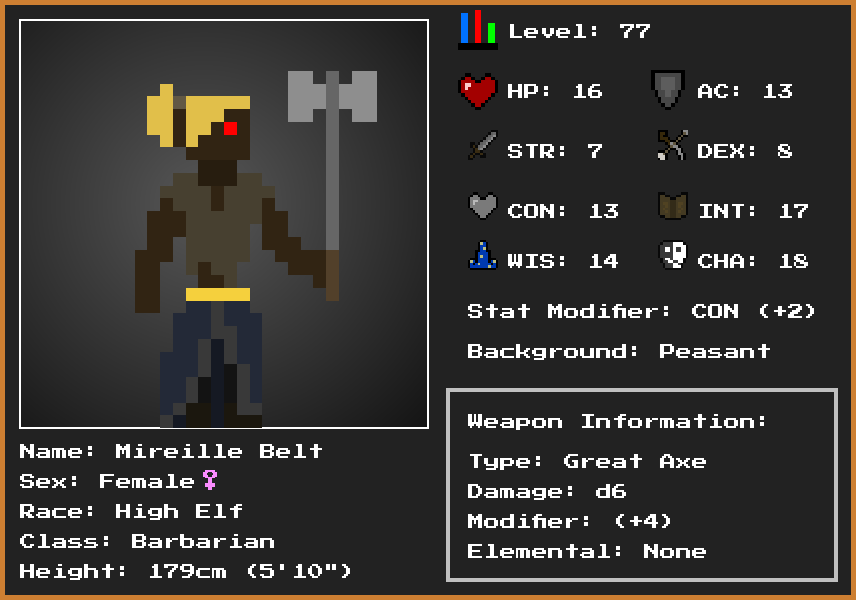 Level: 77
HP: 16 AC: 13
STR: 7 DEX: 8
CON: 13 INT: 17
WIS: 14 CHA: 18
Stat Modifier: CON (+2)
Background: Peasant
Weapon Information:
Type: Great Axe
Damage: d6
Modifier: (+4)
Elemental: None
Name: Mireille Belt
Sex: Female♀
Race: High Elf
Class: Barbarian
Height: 179cm (5'10")